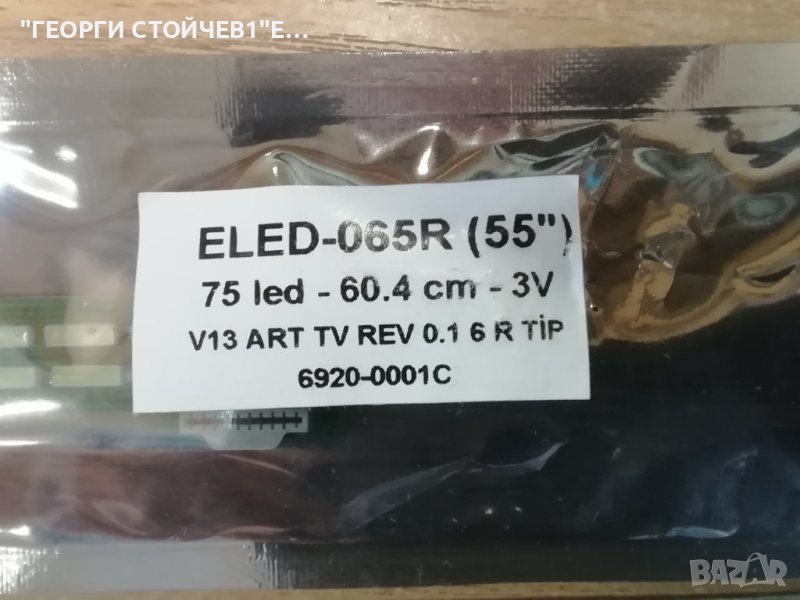 "ГЕОРГИ СТОЙЧЕВ1"Е...
ELED-065R (55")
75 led - 60.4 cm - 3V
V13 ART TV REV 0.1 6 R TİP
6920-0001C
BAZAR